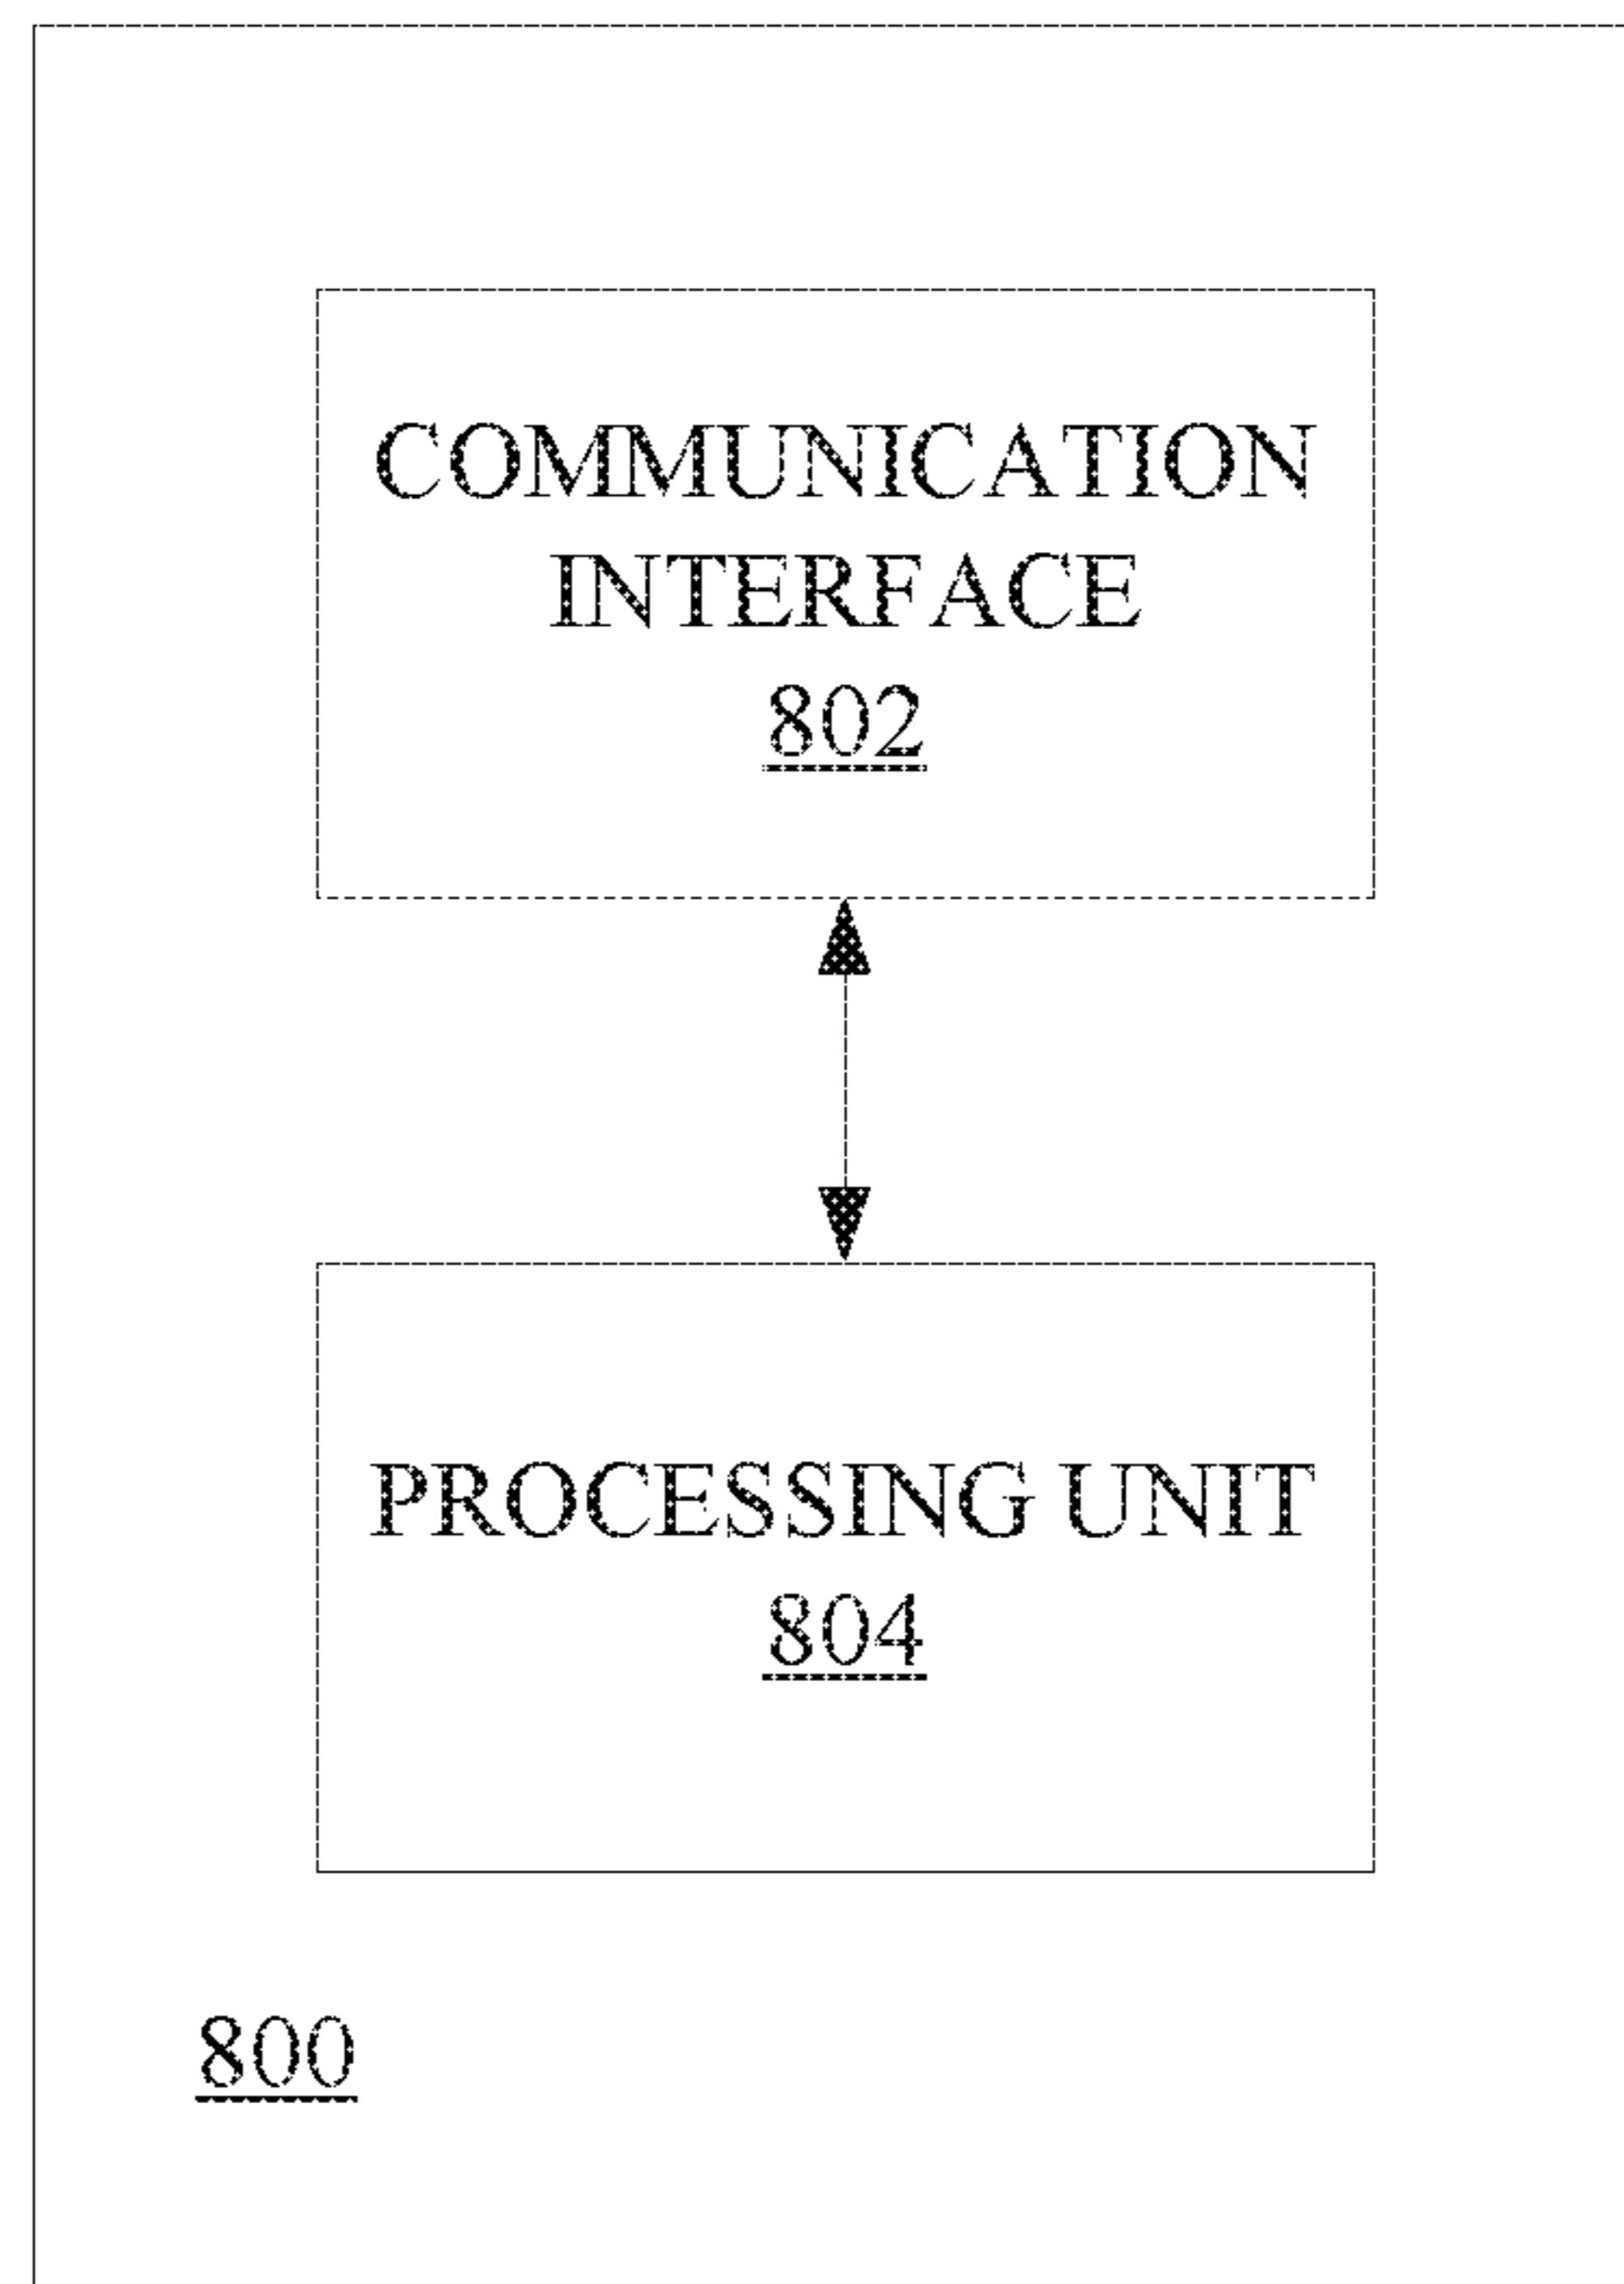 COMMUNICATION
INTERFACE
802
PROCESSING UNIT
804
800